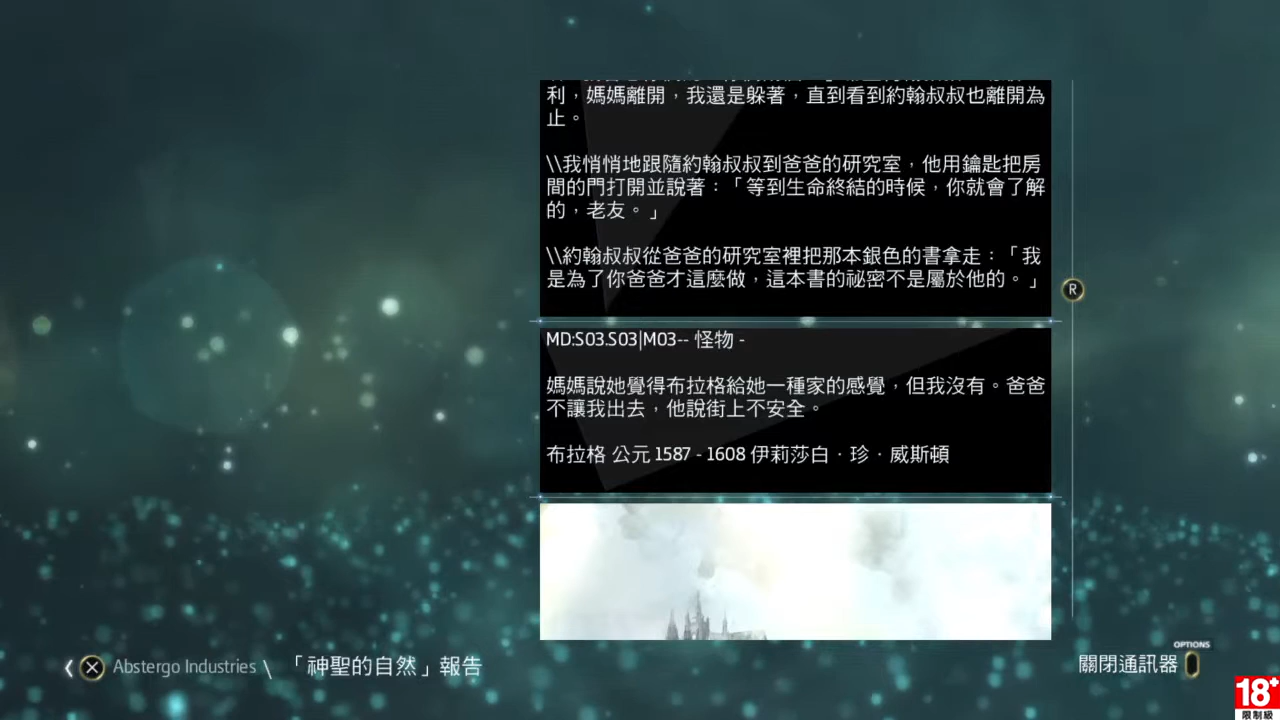 利，媽媽離開，我還是躲著，直到看到約翰叔叔也離開為
止。
\\我悄悄地跟隨約翰叔叔到爸爸的研究室，他用鑰匙把房
間的門打開並說著：「等到生命終結的時候，你就會了解
的，老友。」
\\約翰叔叔從爸爸的研究室裡把那本銀色的書拿走：「我
是為了你爸爸才這麼做，這本書的祕密不是屬於他的。」
R
MD:S03.S03|M03-- 怪物 -
媽媽說她覺得布拉格給她一種家的感覺，但我沒有。爸爸
不讓我出去，他說街上不安全。
布拉格 公元 1587 - 1608 伊莉莎白．珍．威斯頓
Abstergo Industries \ 「神聖的自然」報告
OPTIONS
關閉通訊器
18+
限制級